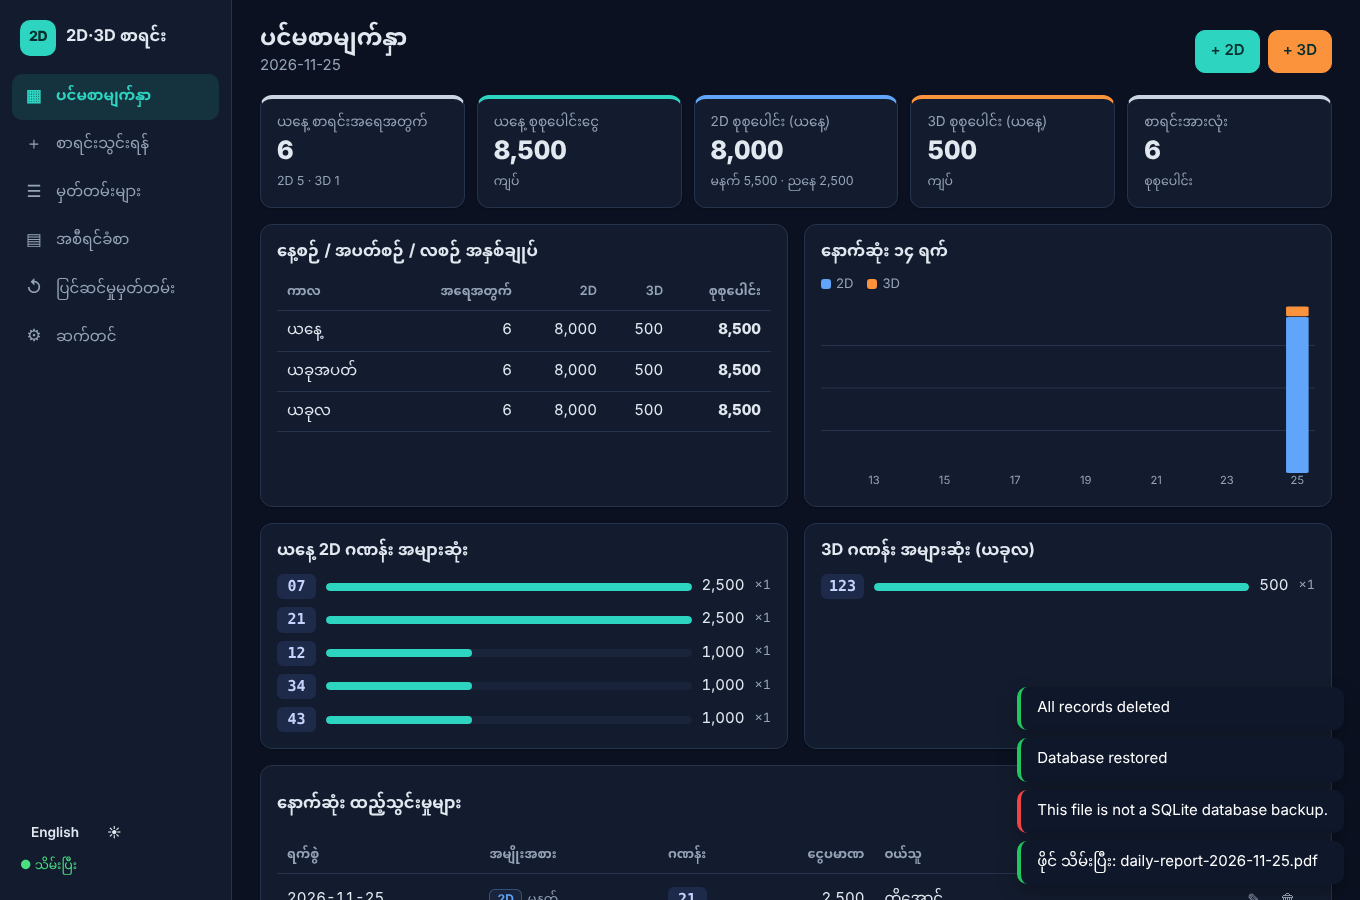 2D 2D·3D စာရင်း
ပင်မစာမျက်နှာ
စာရင်းသွင်းရန်
မှတ်တမ်းများ
အစီရင်ခံစာ
ပြင်ဆင်မှုမှတ်တမ်း
ဆက်တင်
English
သိမ်းပြီး
ပင်မစာမျက်နှာ
2026-11-25
+ 2D + 3D
ယနေ့ စာရင်းအရေအတွက်
6
2D 5 · 3D 1
ယနေ့ စုစုပေါင်းငွေ
8,500
ကျပ်
2D စုစုပေါင်း (ယနေ့)
8,000
မနက် 5,500 · ညနေ 2,500
3D စုစုပေါင်း (ယနေ့)
500
ကျပ်
စာရင်းအားလုံး
6
စုစုပေါင်း
နေ့စဉ် / အပတ်စဉ် / လစဉ် အနှစ်ချုပ်
ကာလ အရေအတွက် 2D 3D စုစုပေါင်း
ယနေ့ 6 8,000 500 8,500
ယခုအပတ် 6 8,000 500 8,500
ယခုလ 6 8,000 500 8,500
နောက်ဆုံး ၁၄ ရက်
2D 3D
13 15 17 19 21 23 25
ယနေ့ 2D ဂဏန်း အများဆုံး
07 2,500 ×1
21 2,500 ×1
12 1,000 ×1
34 1,000 ×1
43 1,000 ×1
3D ဂဏန်း အများဆုံး (ယခုလ)
123 500 ×1
နောက်ဆုံး ထည့်သွင်းမှုများ
ရက်စွဲ အမျိုးအစား ဂဏန်း ငွေပမာဏ ဝယ်သူ
2026-11-25 2D မနက် 21 2,500 ကိုအောင်
All records deleted
Database restored
This file is not a SQLite database backup.
ဖိုင် သိမ်းပြီး: daily-report-2026-11-25.pdf